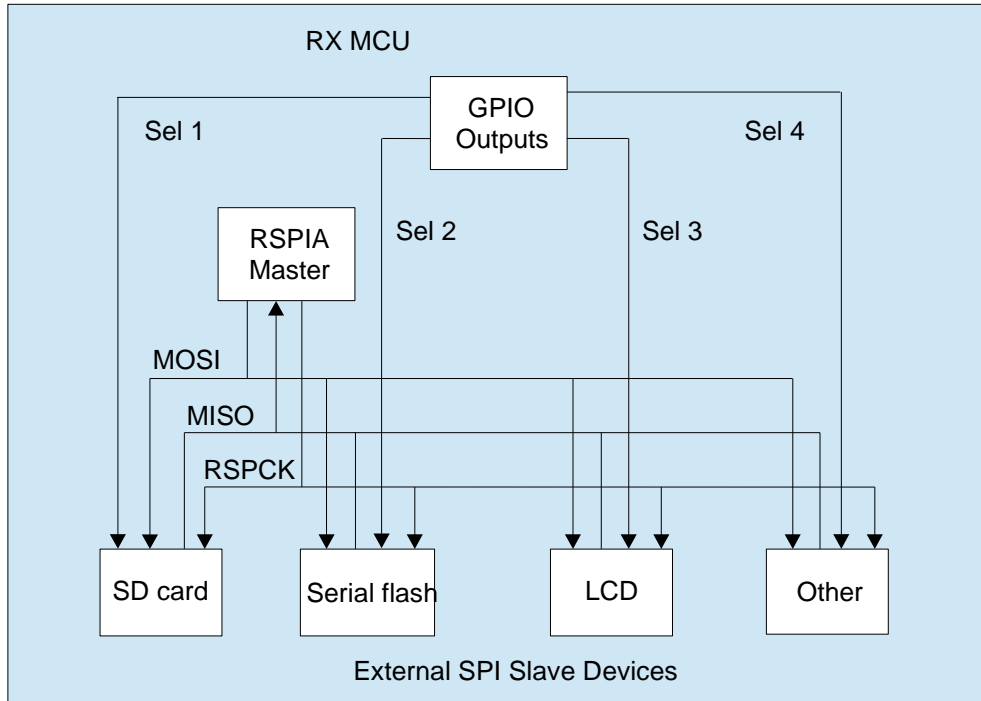 RX MCU
GPIO
Outputs
Sel 1
Sel 4
RSPIA
Master
Sel 2
Sel 3
MOSI
MISO
RSPCK
SD card
Serial flash
LCD
Other
External SPI Slave Devices